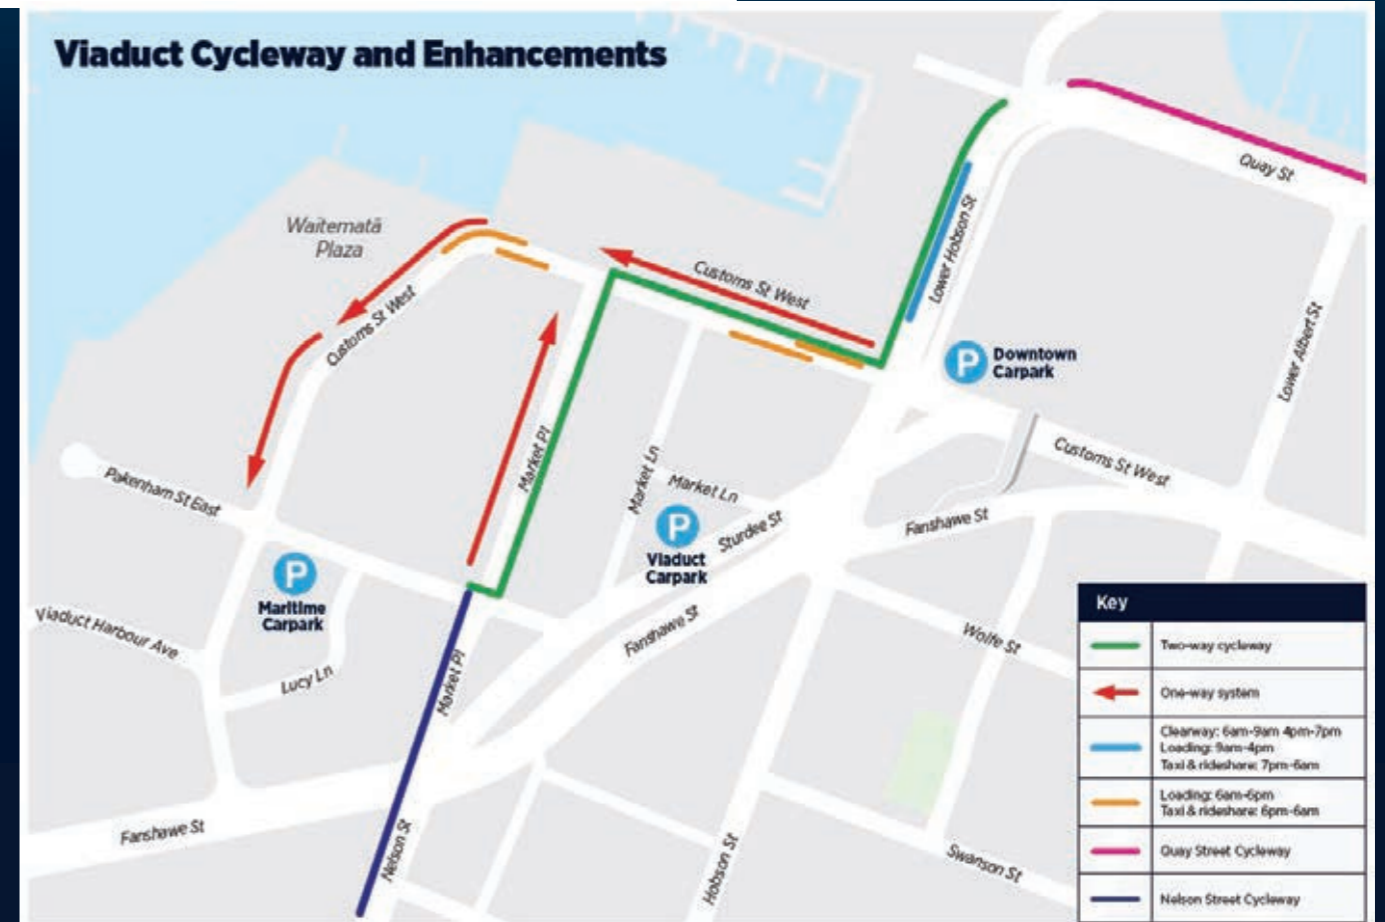 Viaduct Cycleway and Enhancements
Quay St
Waitematā
Plaza
Lower Hobson St
Customs St West
Customs St West
Lower Albert St
P
Downtown
Carpark
Market Pl
Customs St West
Pakenham St East
Market Ln
Market Ln
P
Viaduct
Carpark
Sturdee St
Fanshawe St
P
Maritime
Carpark
Viaduct Harbour Ave
Fanshawe St
Wolfe St
Lucy Ln
Market Pl
Fanshawe St
Nelson St
Hobson St
Swanson St
Key
Two-way cycleway
One-way system
Clearway: 6am-9am 4pm-7pm
Loading: 9am-4pm
Taxi & rideshare: 7pm-6am
Loading: 6am-6pm
Taxi & rideshare: 6pm-6am
Quay Street Cycleway
Nelson Street Cycleway